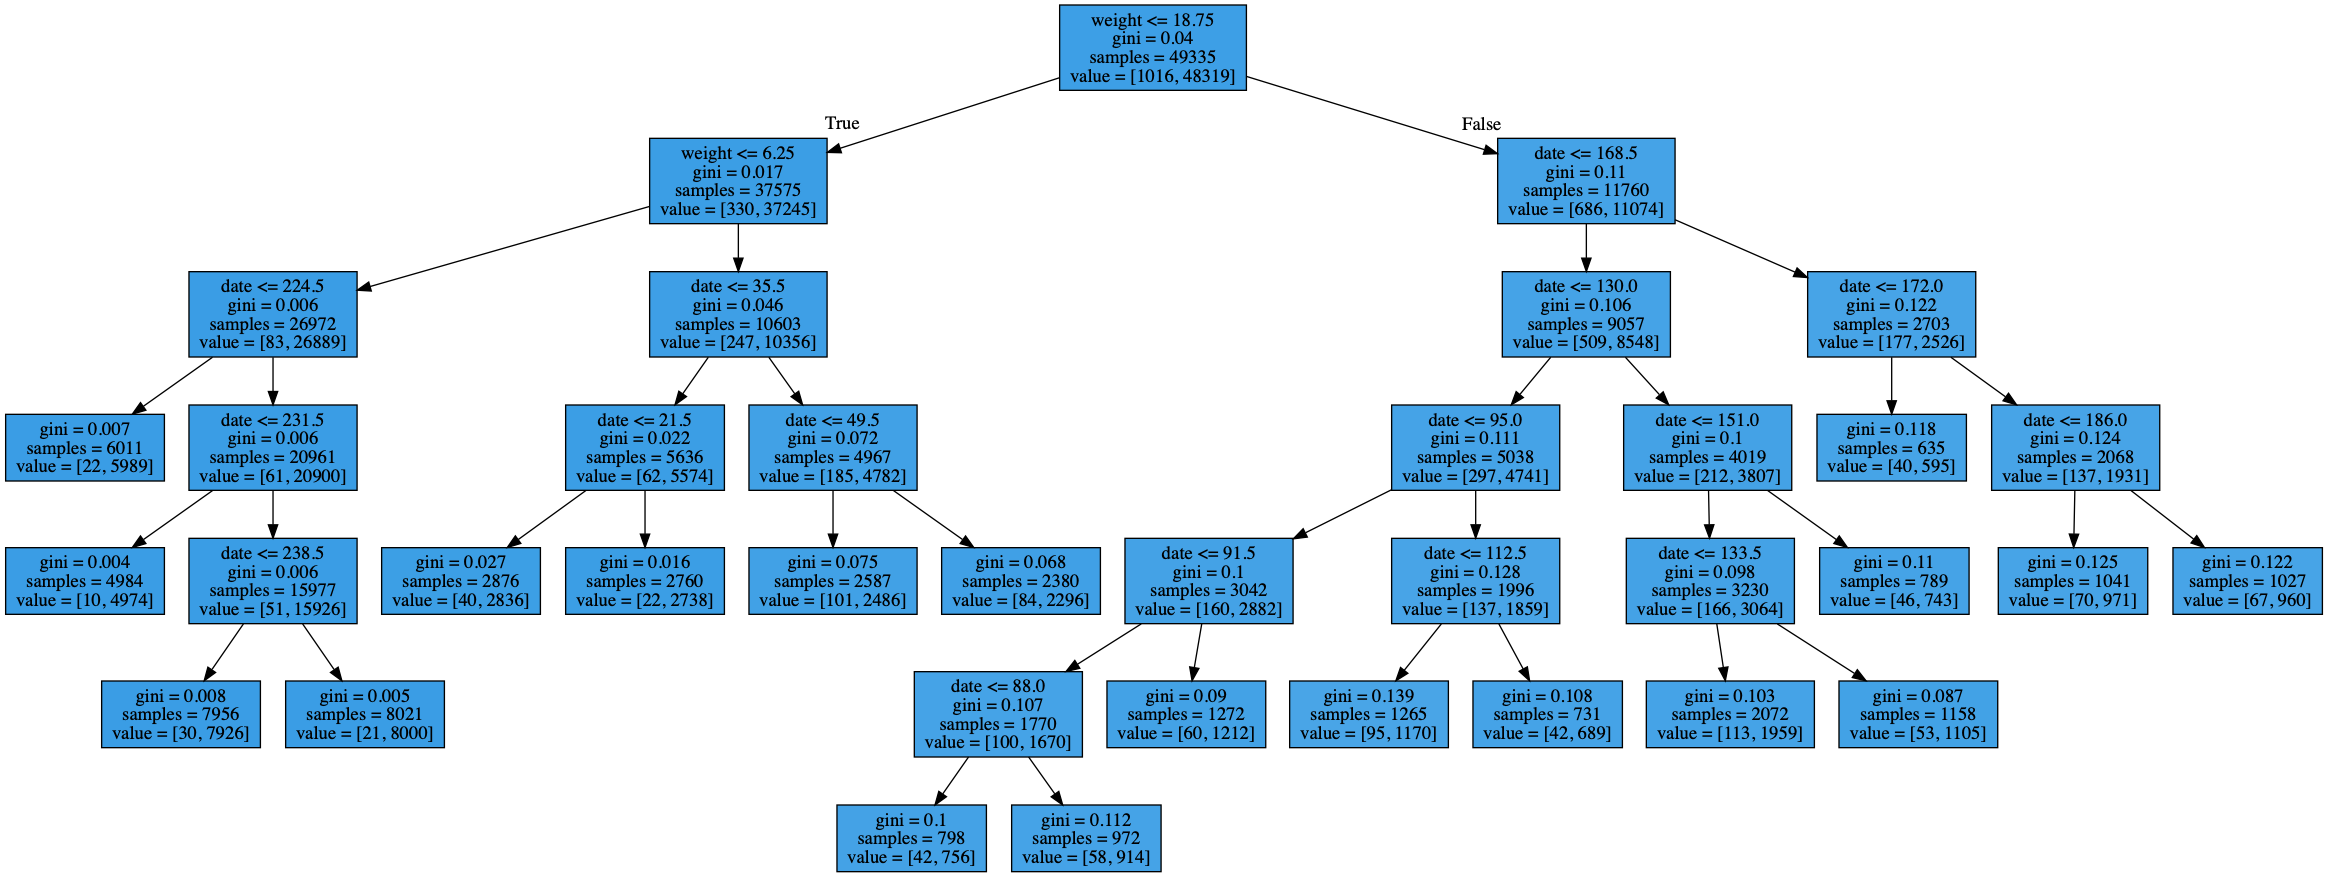 weight <= 18.75
gini = 0.04
samples = 49335
value = [1016, 48319]
True
False
weight <= 6.25
gini = 0.017
samples = 37575
value = [330, 37245]
date <= 168.5
gini = 0.11
samples = 11760
value = [686, 11074]
date <= 224.5
gini = 0.006
samples = 26972
value = [83, 26889]
date <= 35.5
gini = 0.046
samples = 10603
value = [247, 10356]
date <= 130.0
gini = 0.106
samples = 9057
value = [509, 8548]
date <= 172.0
gini = 0.122
samples = 2703
value = [177, 2526]
gini = 0.007
samples = 6011
value = [22, 5989]
date <= 231.5
gini = 0.006
samples = 20961
value = [61, 20900]
date <= 21.5
gini = 0.022
samples = 5636
value = [62, 5574]
date <= 49.5
gini = 0.072
samples = 4967
value = [185, 4782]
date <= 95.0
gini = 0.111
samples = 5038
value = [297, 4741]
date <= 151.0
gini = 0.1
samples = 4019
value = [212, 3807]
gini = 0.118
samples = 635
value = [40, 595]
date <= 186.0
gini = 0.124
samples = 2068
value = [137, 1931]
gini = 0.004
samples = 4984
value = [10, 4974]
date <= 238.5
gini = 0.006
samples = 15977
value = [51, 15926]
gini = 0.027
samples = 2876
value = [40, 2836]
gini = 0.016
samples = 2760
value = [22, 2738]
gini = 0.075
samples = 2587
value = [101, 2486]
gini = 0.068
samples = 2380
value = [84, 2296]
date <= 91.5
gini = 0.1
samples = 3042
value = [160, 2882]
date <= 112.5
gini = 0.128
samples = 1996
value = [137, 1859]
date <= 133.5
gini = 0.098
samples = 3230
value = [166, 3064]
gini = 0.11
samples = 789
value = [46, 743]
gini = 0.125
samples = 1041
value = [70, 971]
gini = 0.122
samples = 1027
value = [67, 960]
gini = 0.008
samples = 7956
value = [30, 7926]
gini = 0.005
samples = 8021
value = [21, 8000]
date <= 88.0
gini = 0.107
samples = 1770
value = [100, 1670]
gini = 0.09
samples = 1272
value = [60, 1212]
gini = 0.139
samples = 1265
value = [95, 1170]
gini = 0.108
samples = 731
value = [42, 689]
gini = 0.103
samples = 2072
value = [113, 1959]
gini = 0.087
samples = 1158
value = [53, 1105]
gini = 0.1
samples = 798
value = [42, 756]
gini = 0.112
samples = 972
value = [58, 914]